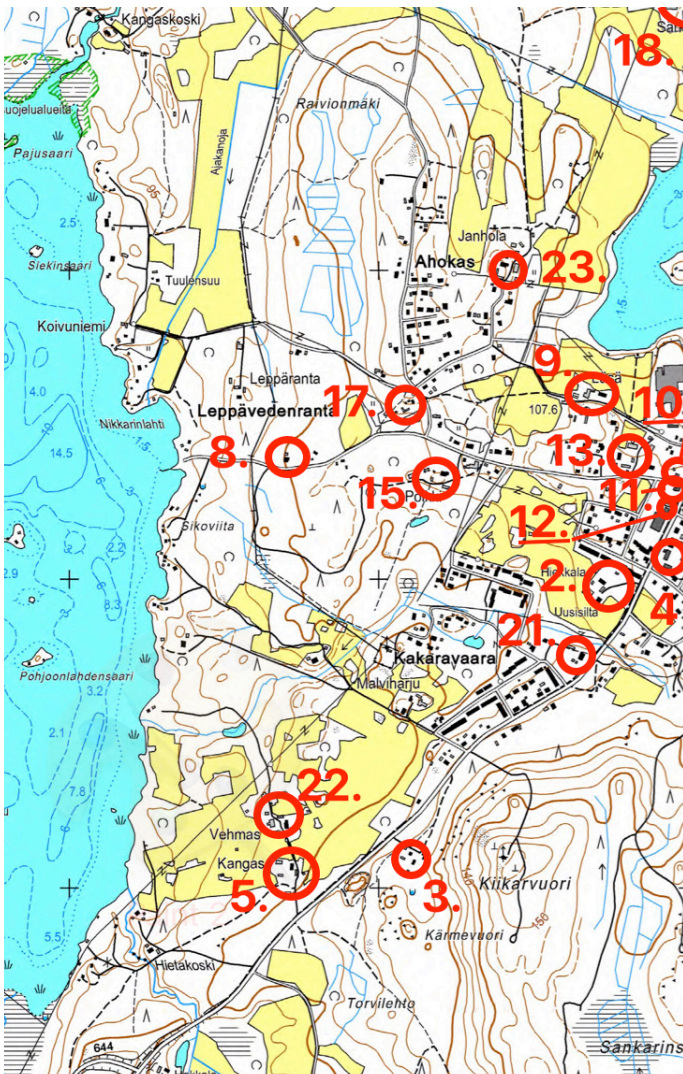 Kangaskoski
18.
Raivionmäki
Ajakanoja
Pajusaari
95
2.5
Janhola
Siekinsaari
Ahokas
23.
Tuulensuu
1.5
Koivuniemi
9.
4.0
Leppäranta
10
Leppävedenranta
17.
107.6
Nikkarinlahti
8.
13.
14.5
.5
15.
11.
12.
Sikoviita
2.2
2.9
Hiekkala
2.
8.3
Uusisilta
4
21.
Kakaravaara
Pohjoonlahdensaari
3.2
Malviharju
2.1
7.8
22.
Vehmas
Kangas
140
5.
3.
Kiikarvuori
150
5.5
Kärmevuori
Hietakoski
Torvilehto
644
Sankarins